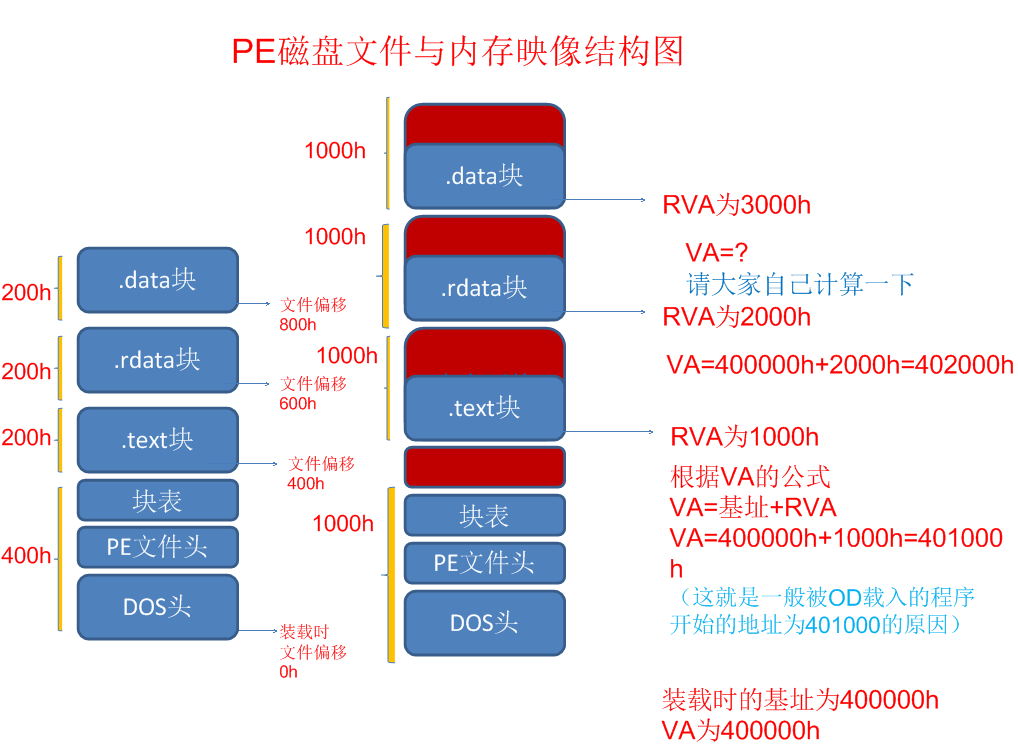 PE磁盘文件与内存映像结构图
200h
.data块
文件偏移
800h
200h
.rdata块
文件偏移
600h
200h
.text块
文件偏移
400h
400h
块表
PE文件头
DOS头
装载时
文件偏移
0h
1000h
.data块
1000h
.rdata块
1000h
.text块
1000h
块表
PE文件头
DOS头
RVA为3000h
VA=?
请大家自己计算一下
RVA为2000h
VA=400000h+2000h=402000h
RVA为1000h
根据VA的公式
VA=基址+RVA
VA=400000h+1000h=401000
h
（这就是一般被OD载入的程序
开始的地址为401000的原因）
装载时的基址为400000h
VA为400000h